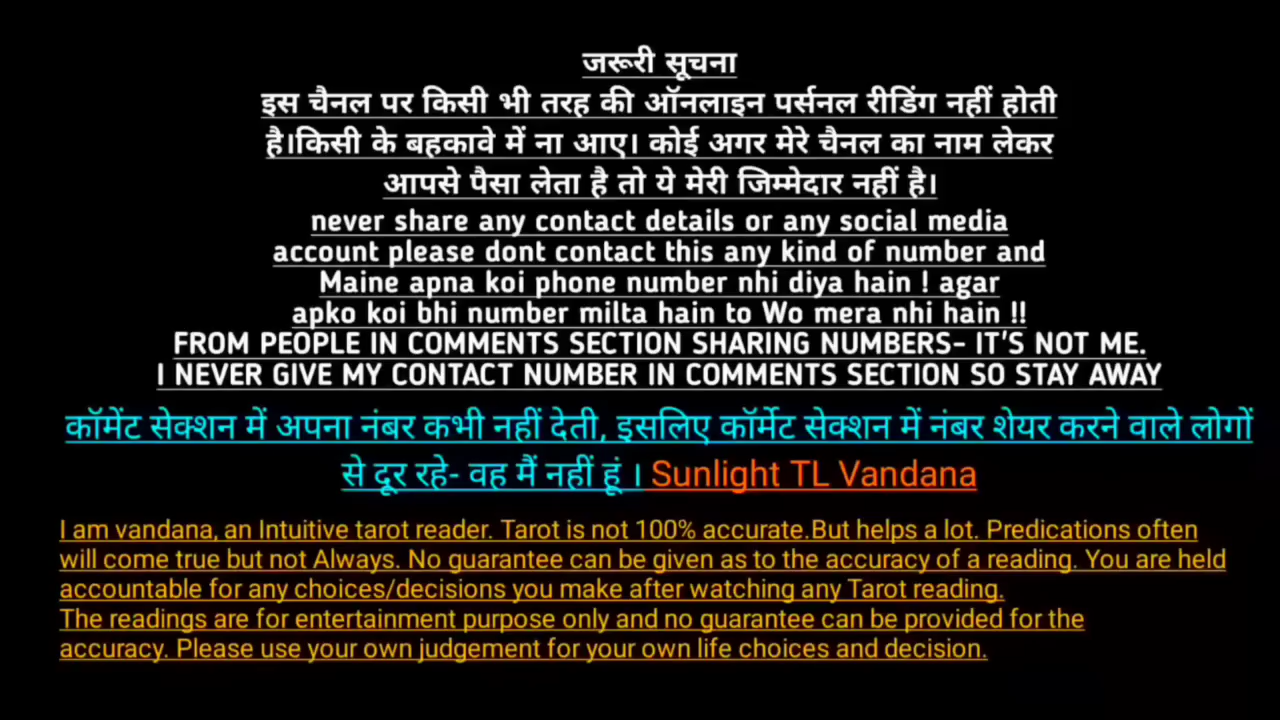 जरूरी सूचना
इस चैनल पर किसी भी तरह की ऑनलाइन पर्सनल रीडिंग नहीं होती
है।किसी के बहकावे में ना आए। कोई अगर मेरे चैनल का नाम लेकर
आपसे पैसा लेता है तो ये मेरी जिम्मेदार नहीं है।
never share any contact details or any social media
account please dont contact this any kind of number and
Maine apna koi phone number nhi diya hain ! agar
apko koi bhi number milta hain to Wo mera nhi hain !!
FROM PEOPLE IN COMMENTS SECTION SHARING NUMBERS- IT'S NOT ME.
I NEVER GIVE MY CONTACT NUMBER IN COMMENTS SECTION SO STAY AWAY
कॉमेंट सेक्शन में अपना नंबर कभी नहीं देती, इसलिए कॉर्मेट सेक्शन में नंबर शेयर करने वाले लोगों
से दूर रहे- वह मैं नहीं हूं । Sunlight TL Vandana
I am vandana, an Intuitive tarot reader. Tarot is not 100% accurate.But helps a lot. Predications often
will come true but not Always. No guarantee can be given as to the accuracy of a reading. You are held
accountable for any choices/decisions you make after watching any Tarot reading.
The readings are for entertainment purpose only and no guarantee can be provided for the
accuracy. Please use your own judgement for your own life choices and decision.